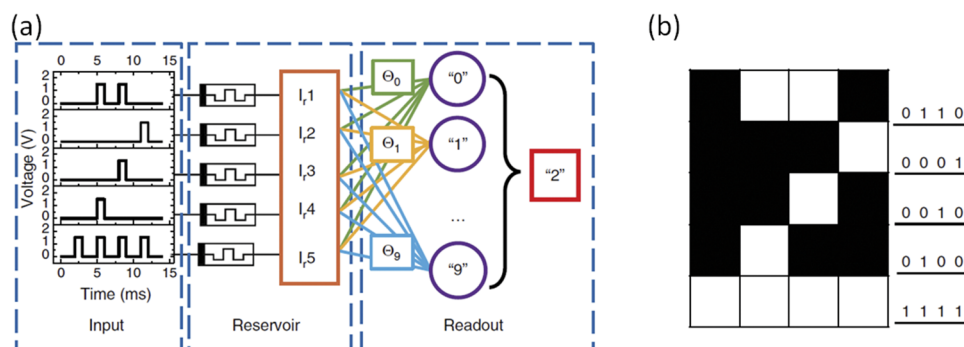 (a)
(b)
0 5 10 15
2
1
0
2
1
0
2
1
0
2
1
0
2
1
0
Voltage (V)
0 5 10 15
Time (ms)
Input
Reservoir
Readout
Iᵣ1
Iᵣ2
Iᵣ3
Iᵣ4
Iᵣ5
Θ₀
Θ₁
Θ₉
“0”
“1”
...
“9”
“2”
0 1 1 0
0 0 0 1
0 0 1 0
0 1 0 0
1 1 1 1